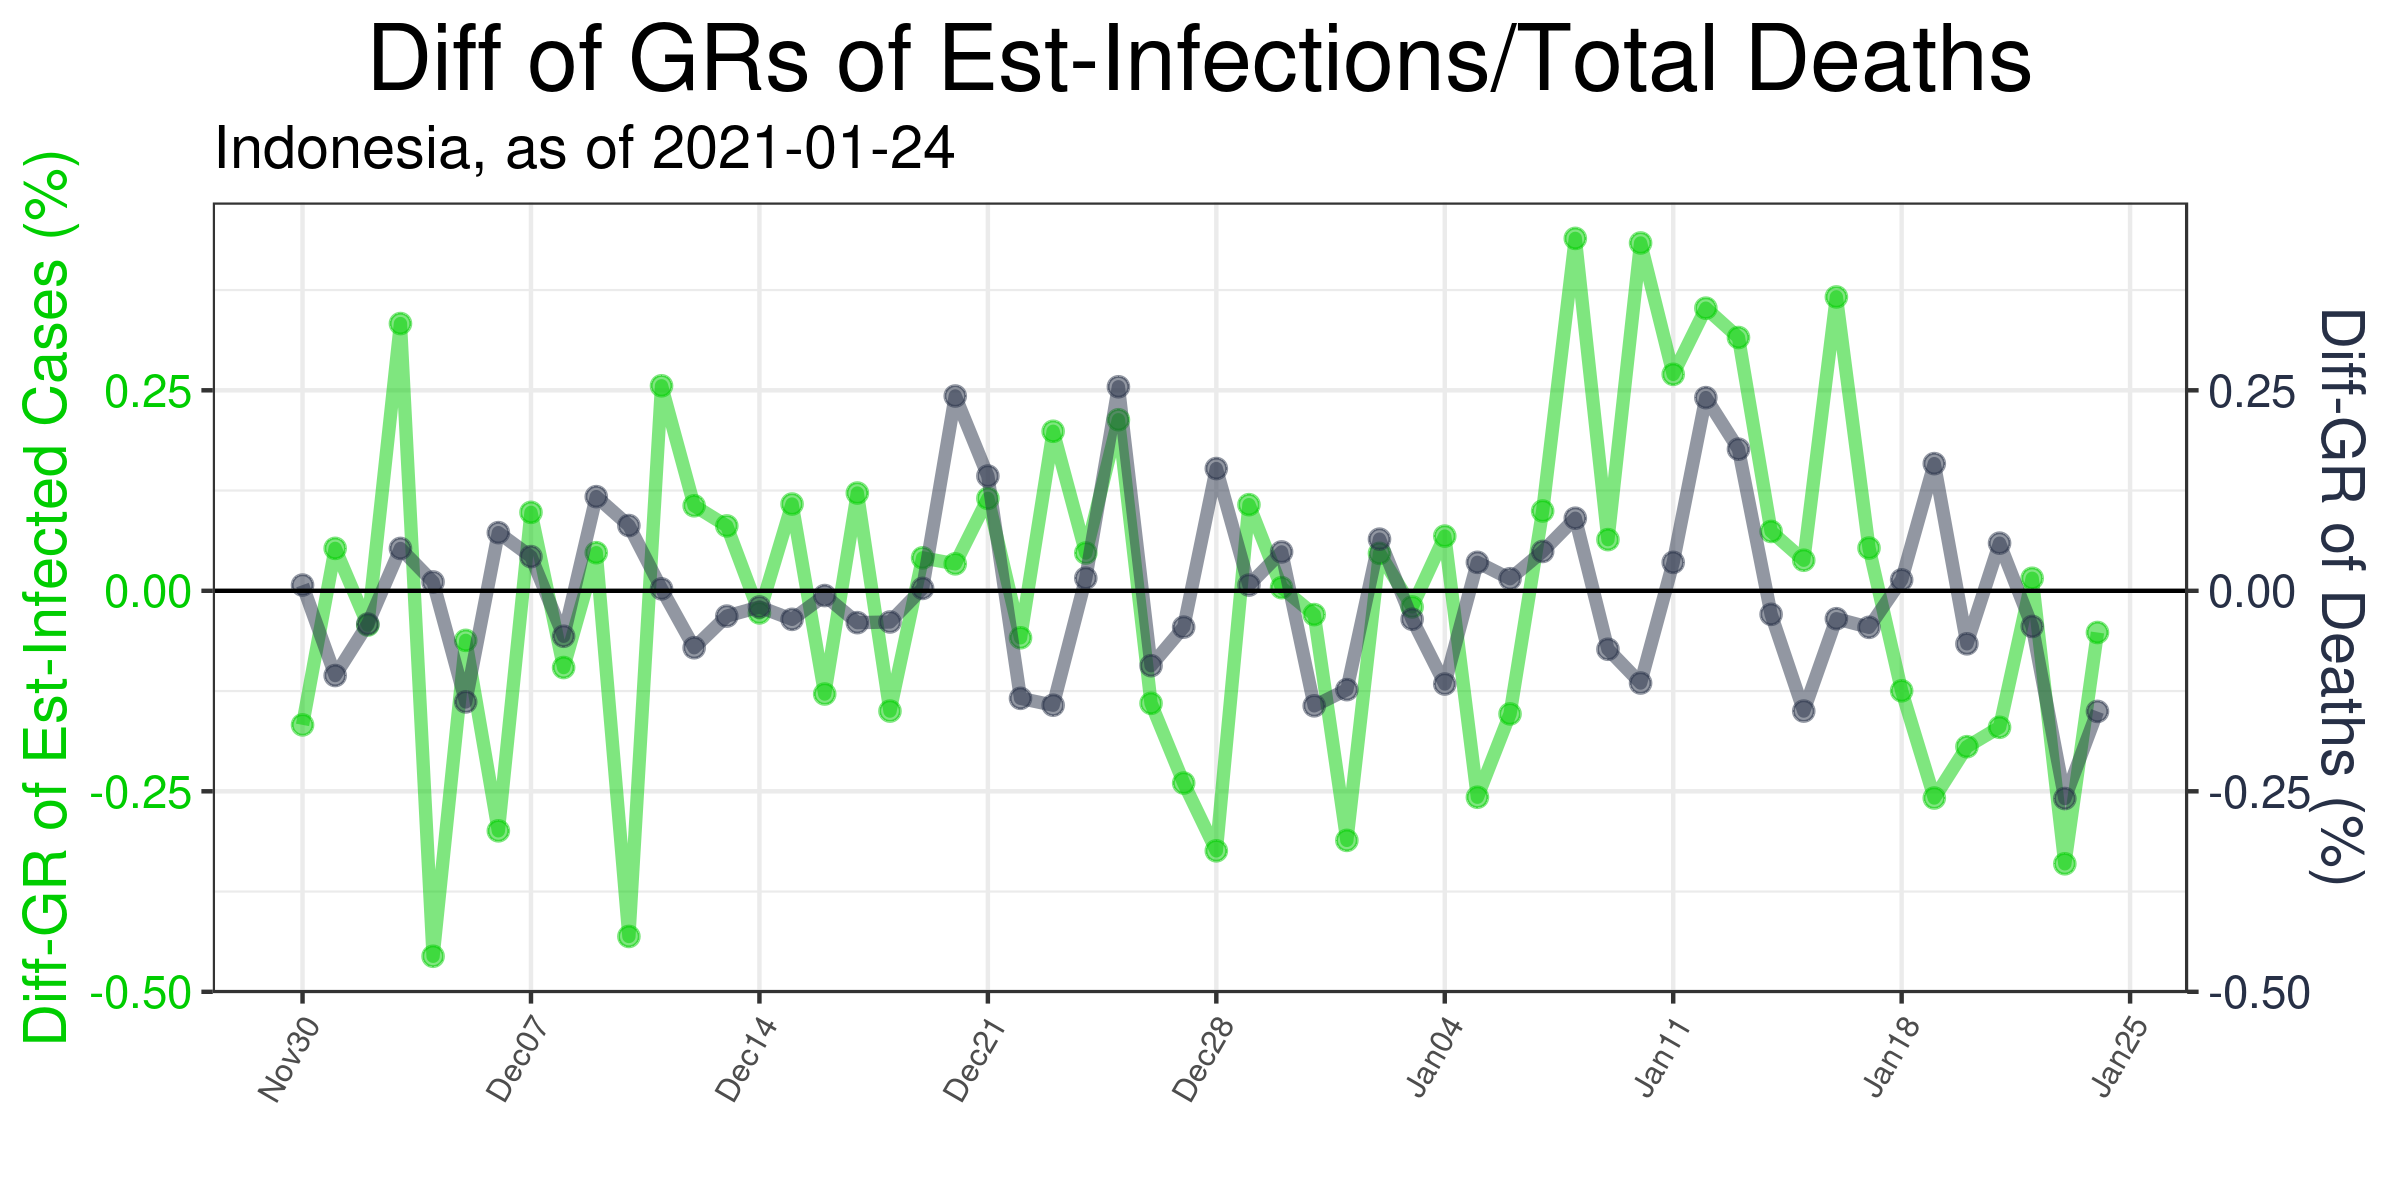 Diff of GRs of Est-Infections/Total Deaths
Indonesia, as of 2021-01-24
Diff-GR of Est-Infected Cases (%)
0.25
0.00
-0.25
-0.50
0.25
0.00
-0.25
-0.50
Diff-GR of Deaths (%)
Nov30
Dec07
Dec14
Dec21
Dec28
Jan04
Jan11
Jan18
Jan25